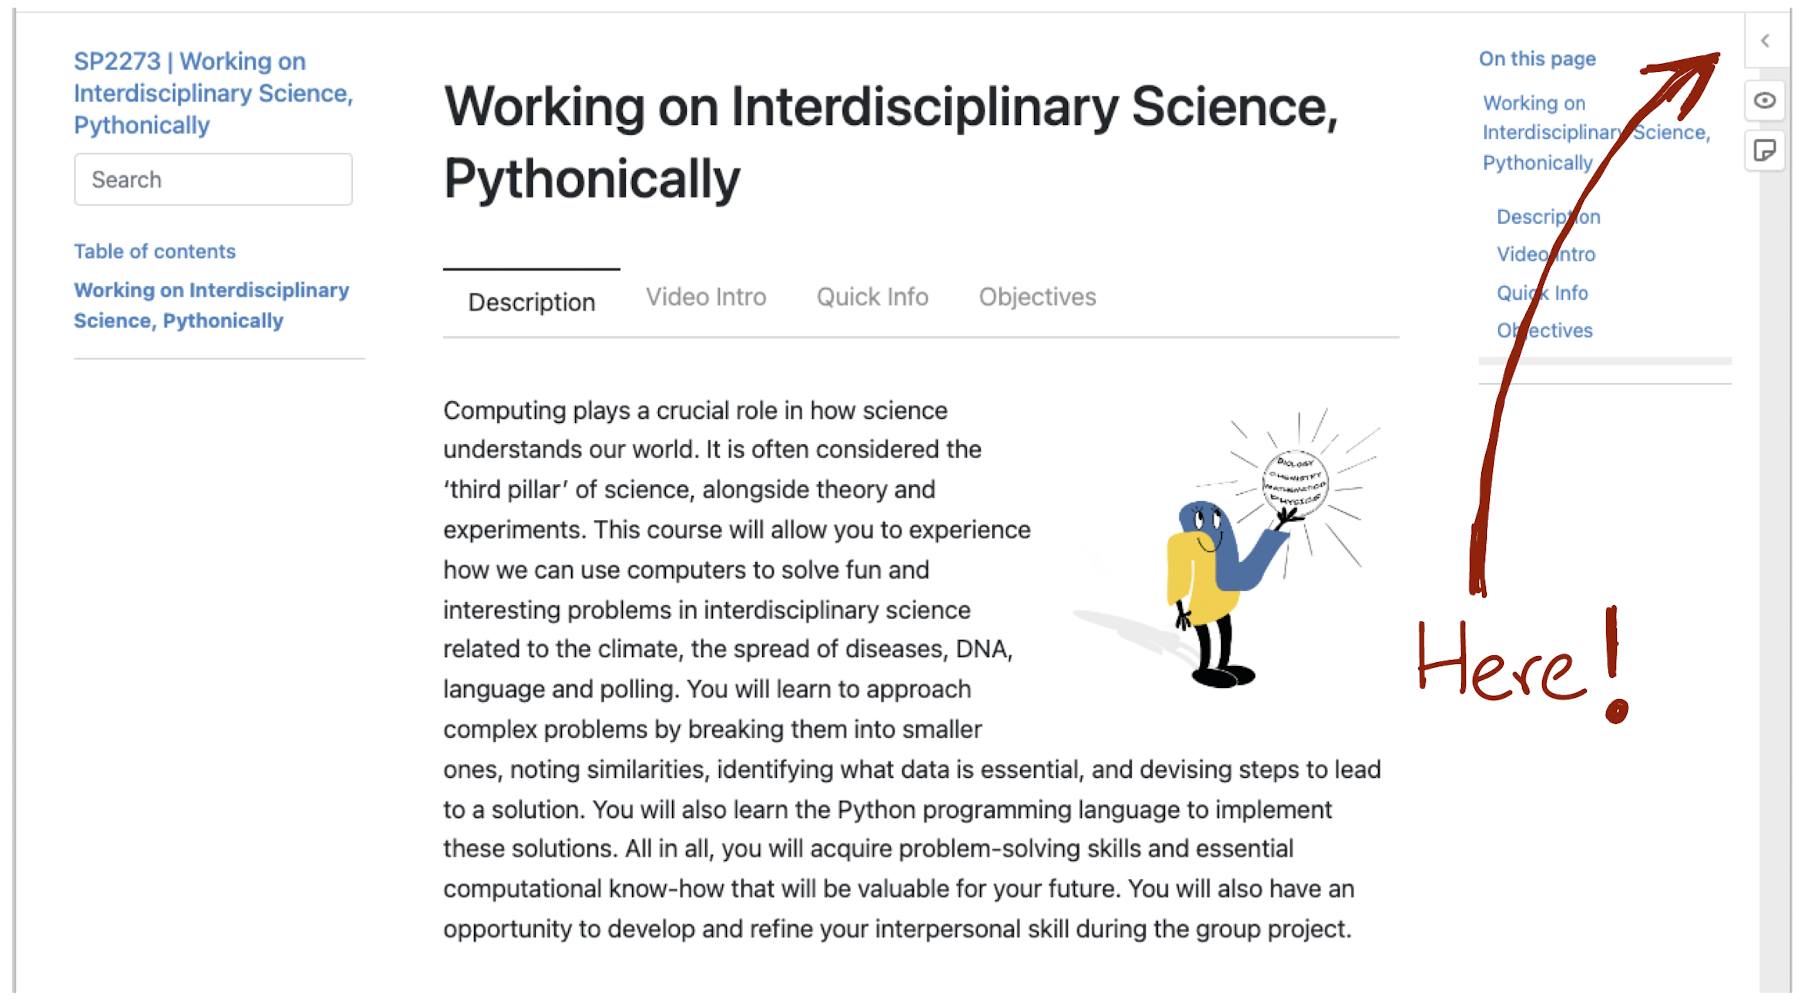 SP2273 | Working on
Interdisciplinary Science,
Pythonically
Search
Table of contents
Working on Interdisciplinary
Science, Pythonically
Working on Interdisciplinary Science,
Pythonically
Description
Video Intro
Quick Info
Objectives
Computing plays a crucial role in how science
understands our world. It is often considered the
‘third pillar’ of science, alongside theory and
experiments. This course will allow you to experience
how we can use computers to solve fun and
interesting problems in interdisciplinary science
related to the climate, the spread of diseases, DNA,
language and polling. You will learn to approach
complex problems by breaking them into smaller
ones, noting similarities, identifying what data is essential, and devising steps to lead
to a solution. You will also learn the Python programming language to implement
these solutions. All in all, you will acquire problem-solving skills and essential
computational know-how that will be valuable for your future. You will also have an
opportunity to develop and refine your interpersonal skill during the group project.
BIOLOGY
CHEMISTRY
MATHEMATICS
PHYSICS
On this page
Working on
Interdisciplinary Science,
Pythonically
Description
Video Intro
Quick Info
Objectives
Here!